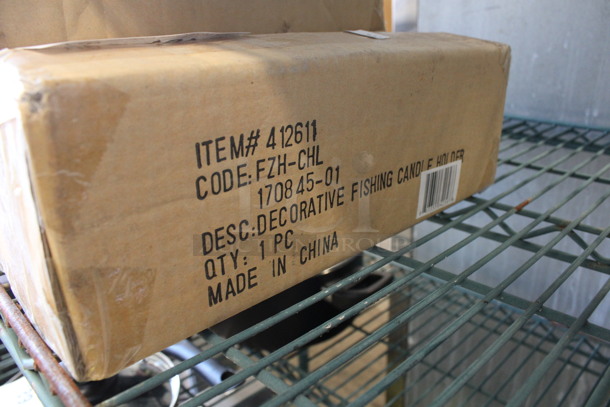 ITEM# 412611
CODE: FZH-CHL
170845-01
DESC: DECORATIVE FISHING CANDLE HOLDER
QTY: 1 PC
MADE IN CHINA